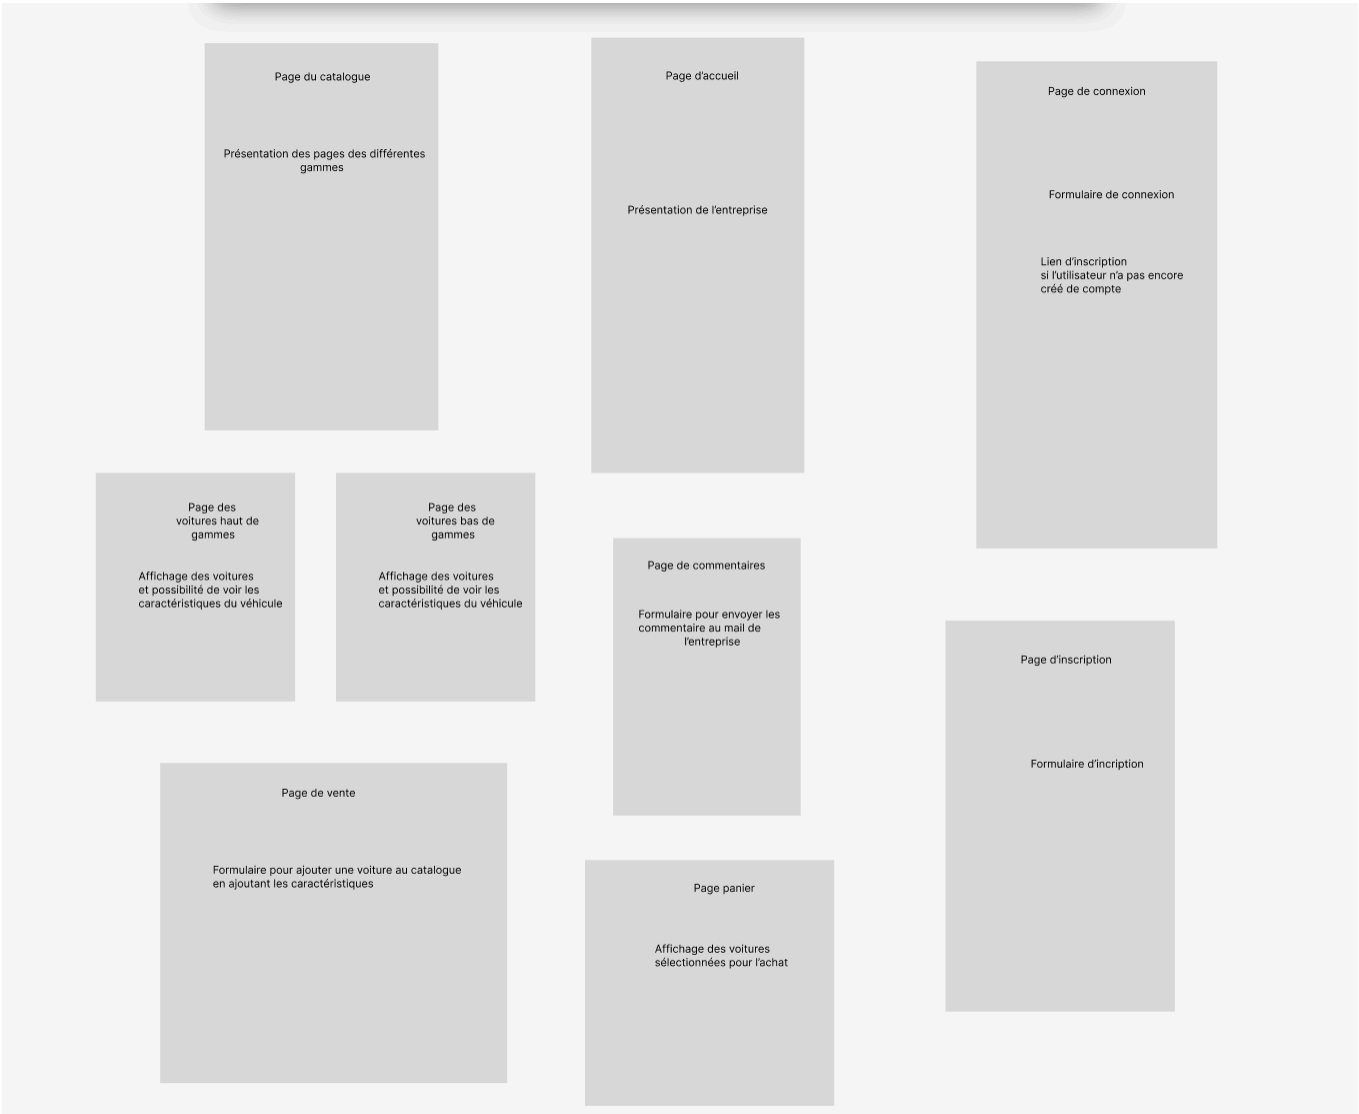 Page du catalogue
Présentation des pages des différentes
gammes
Page d'accueil
Présentation de l'entreprise
Page de connexion
Formulaire de connexion
Lien d'inscription
si l'utilisateur n'a pas encore
créé de compte
Page des
voitures haut de
gammes
Affichage des voitures
et possibilité de voir les
caractéristiques du véhicule
Page des
voitures bas de
gammes
Affichage des voitures
et possibilité de voir les
caractéristiques du véhicule
Page de commentaires
Formulaire pour envoyer les
commentaire au mail de
l'entreprise
Page d'inscription
Formulaire d'incription
Page de vente
Formulaire pour ajouter une voiture au catalogue
en ajoutant les caractéristiques
Page panier
Affichage des voitures
sélectionnées pour l'achat